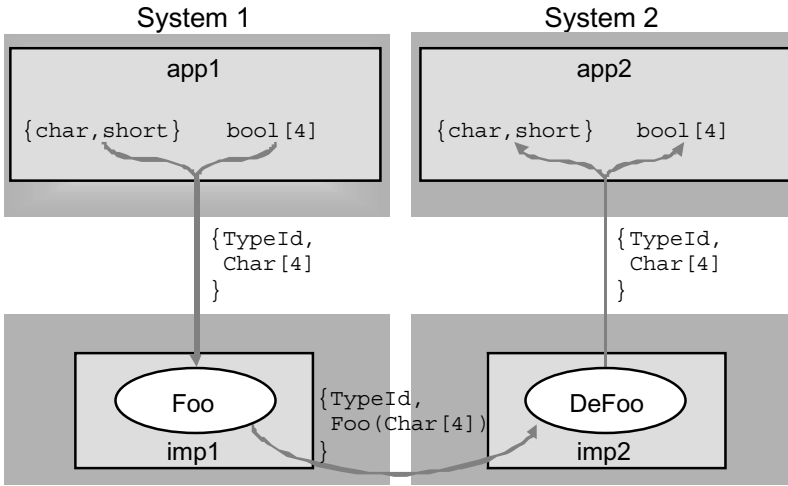 System 1
System 2
app1
app2
{char,short} bool[4]
{char,short} bool[4]
{TypeId,
Char[4]
}
{TypeId,
Char[4]
}
Foo
imp1
{TypeId,
Foo(Char[4])
}
DeFoo
imp2